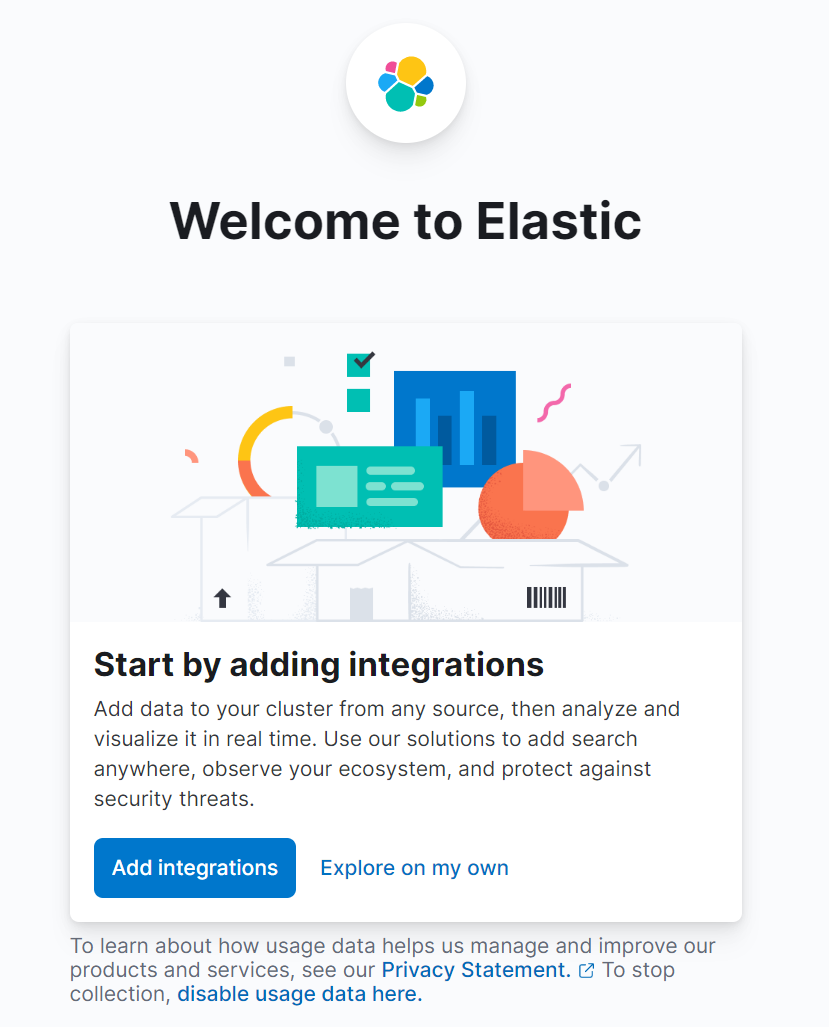 Welcome to Elastic
Start by adding integrations
Add data to your cluster from any source, then analyze and
visualize it in real time. Use our solutions to add search
anywhere, observe your ecosystem, and protect against
security threats.
Add integrations
Explore on my own
To learn about how usage data helps us manage and improve our
products and services, see our Privacy Statement. To stop
collection, disable usage data here.